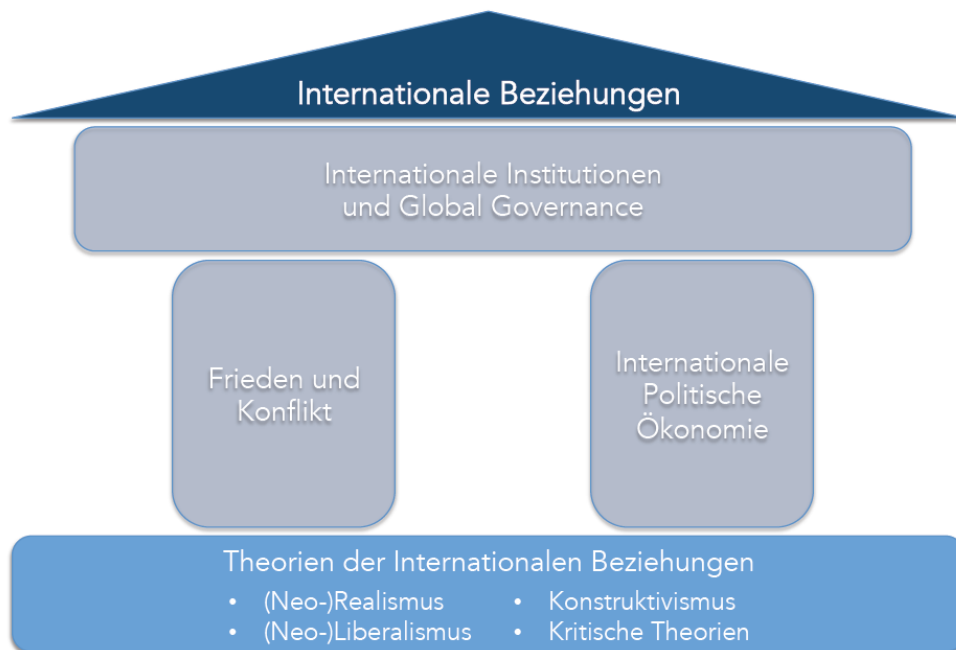 Internationale Beziehungen
Internationale Institutionen
und Global Governance
Frieden und
Konflikt
Internationale
Politische
Ökonomie
Theorien der Internationalen Beziehungen
• (Neo-)Realismus
• (Neo-)Liberalismus
• Konstruktivismus
• Kritische Theorien